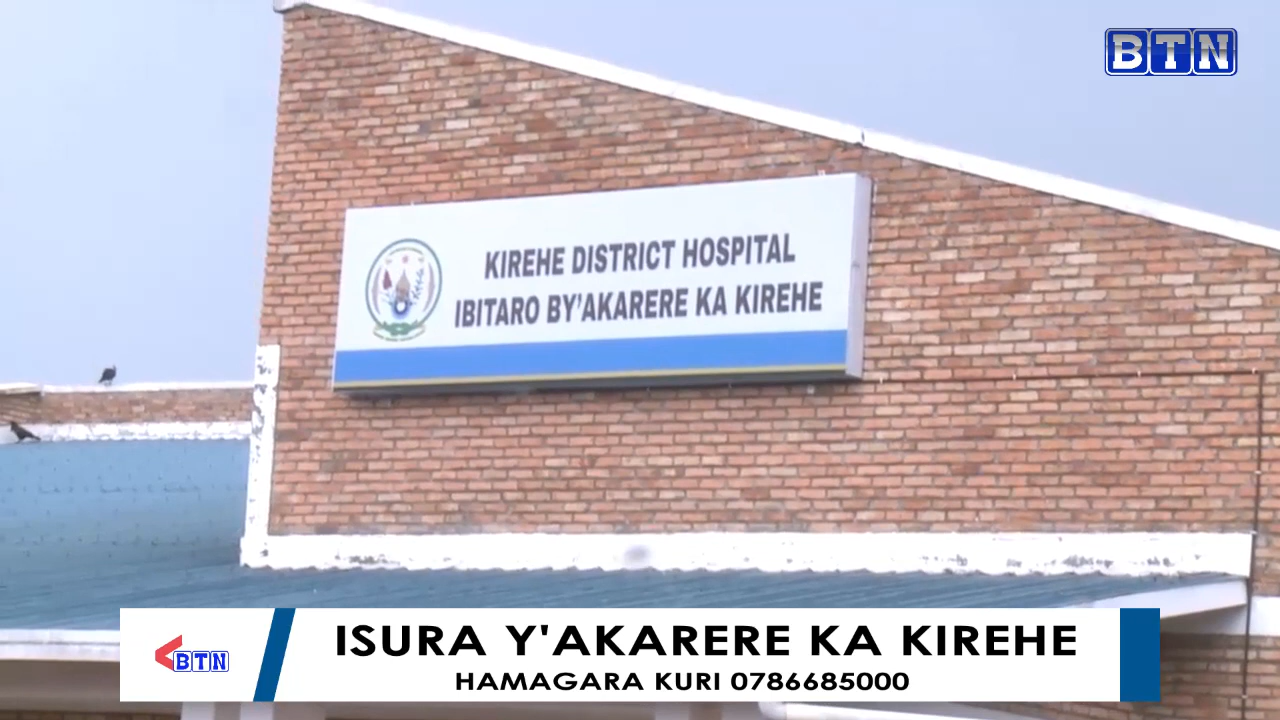 BTN
KIREHE DISTRICT HOSPITAL
IBITARO BY'AKARERE KA KIREHE
BTN
ISURA Y'AKARERE KA KIREHE
HAMAGARA KURI 0786685000